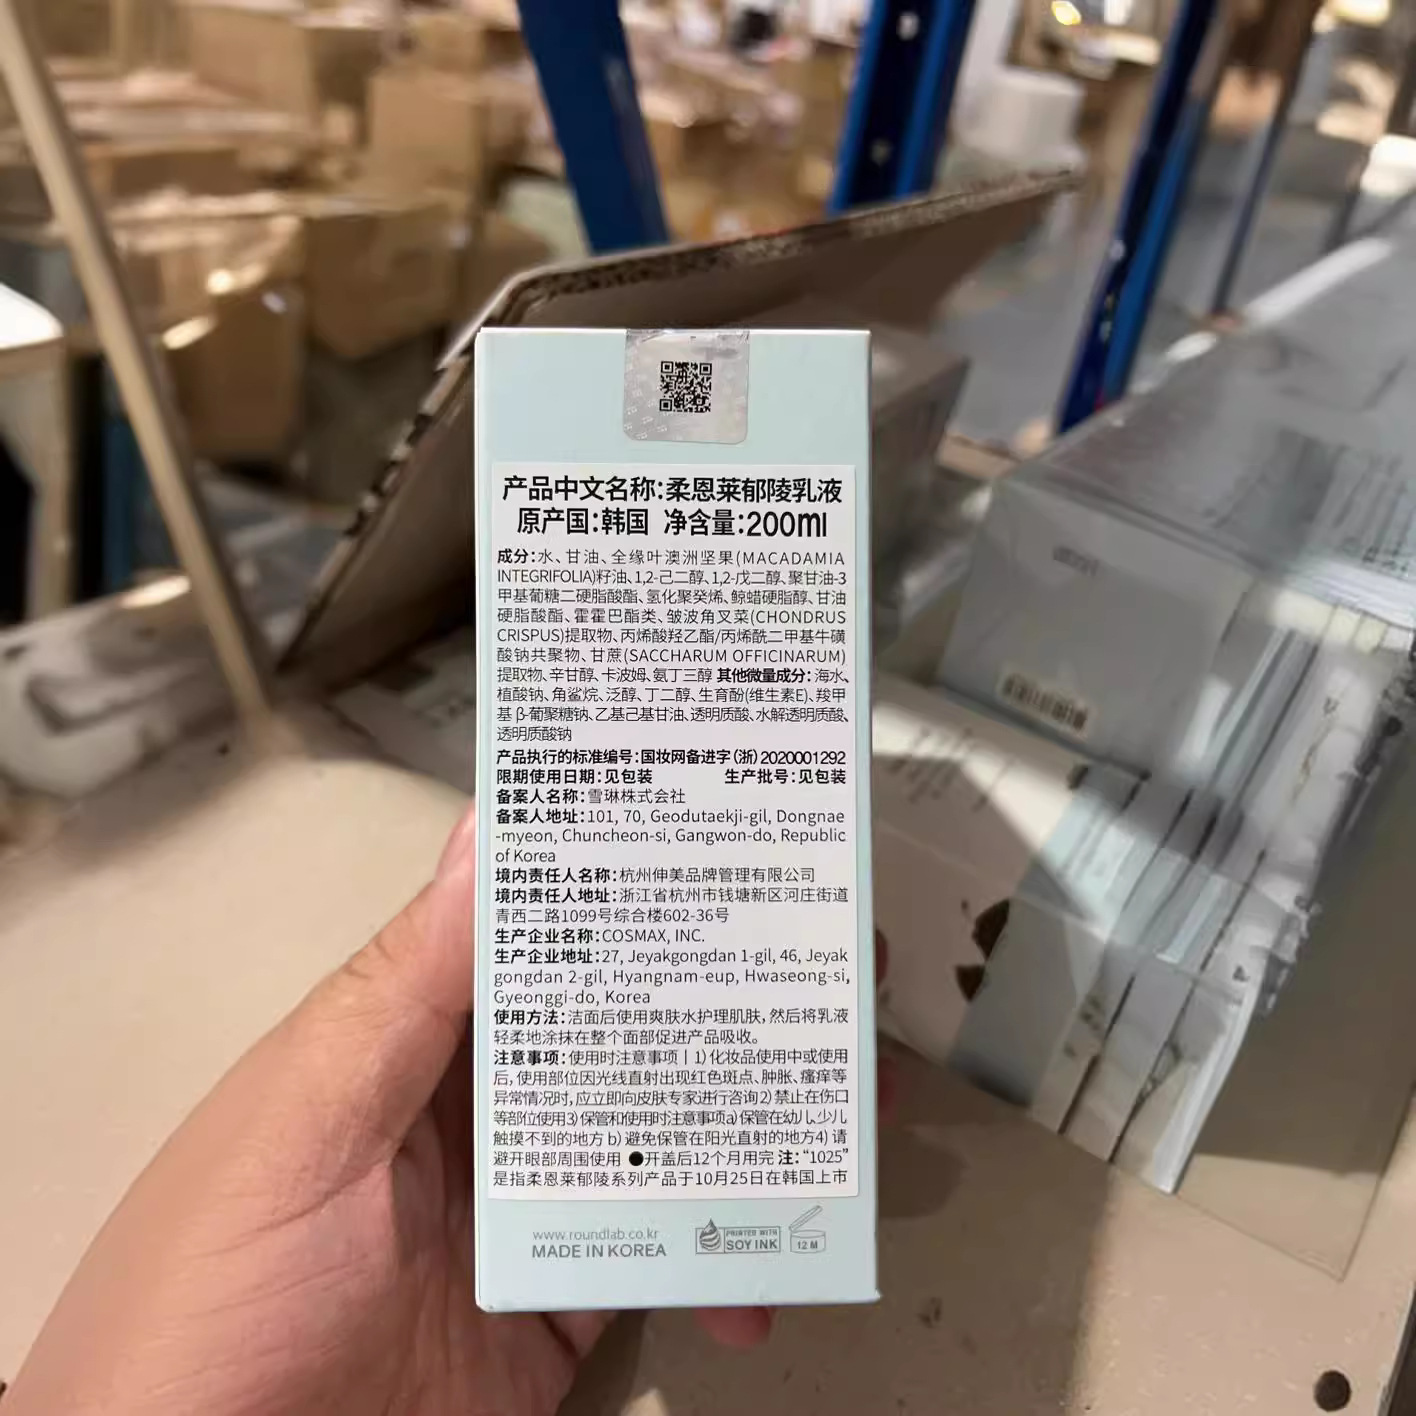 产品中文名称:柔恩莱郁陵乳液
原产国:韩国 净含量:200ml
成分:水、甘油、全缘叶澳洲坚果(MACADAMIA
INTEGRIFOLIA)籽油、1,2-己二醇、1,2-戊二醇、聚甘油-3
甲基葡糖二硬脂酸酯、氢化聚癸烯、鲸蜡硬脂醇、甘油
硬脂酸酯、霍霍巴酯类、皱波角叉菜(CHONDRUS
CRISPUS)提取物、丙烯酸羟乙酯/丙烯酰二甲基牛磺
酸钠共聚物、甘蔗(SACCHARUM OFFICINARUM)
提取物、辛甘醇、卡波姆、氨丁三醇 其他微量成分:海水、
植酸钠、角鲨烷、泛醇、丁二醇、生育酚(维生素E)、羧甲
基 β-葡聚糖钠、乙基己基甘油、透明质酸、水解透明质酸、
透明质酸钠
产品执行的标准编号:国妆网备进字(浙)2020001292
限期使用日期:见包装 生产批号:见包装
备案人名称:雪琳株式会社
备案人地址:101, 70, Geodutaekji-gil, Dongnae
-myeon, Chuncheon-si, Gangwon-do, Republic
of Korea
境内责任人名称:杭州伸美品牌管理有限公司
境内责任人地址:浙江省杭州市钱塘新区河庄街道
青西二路1099号综合楼602-36号
生产企业名称:COSMAX, INC.
生产企业地址:27, Jeyakgongdan 1-gil, 46, Jeyak
gongdan 2-gil, Hyangnam-eup, Hwaseong-si,
Gyeonggi-do, Korea
使用方法:洁面后使用爽肤水护理肌肤,然后将乳液
轻柔地涂抹在整个面部促进产品吸收。
注意事项:使用时注意事项丨1)化妆品使用中或使用
后,使用部位因光线直射出现红色斑点、肿胀、瘙痒等
异常情况时,应立即向皮肤专家进行咨询2)禁止在伤口
等部位使用3)保管和使用时注意事项a)保管在幼儿、少儿
触摸不到的地方 b)避免保管在阳光直射的地方4)请
避开眼部周围使用 ●开盖后12个月用完 注:“1025”
是指柔恩莱郁陵系列产品于10月25日在韩国上市
www.roundlab.co.kr
MADE IN KOREA
PRINTED WITH
SOY INK
12 M